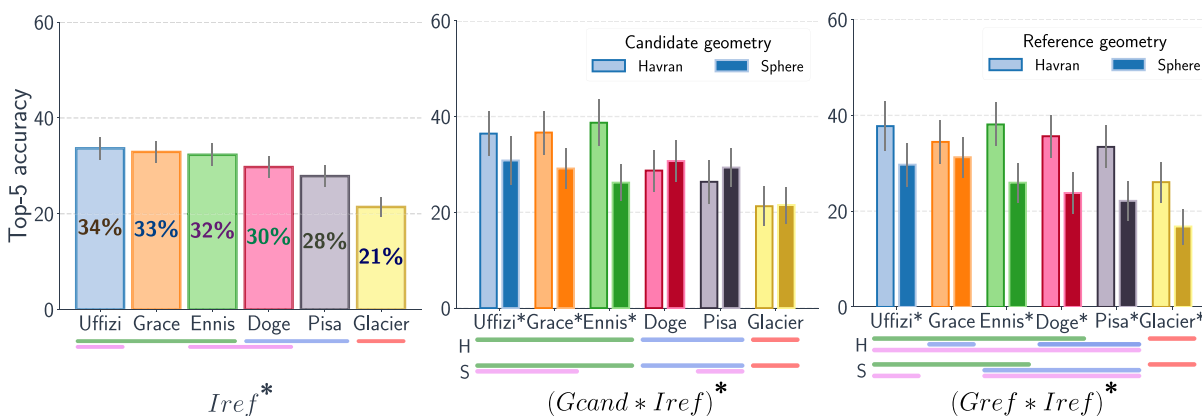 Top-5 accuracy
60
40
20
0
34%
33%
32%
30%
28%
21%
Uffizi
Grace
Ennis
Doge
Pisa
Glacier
Iref*
60
40
20
0
Candidate geometry
Havran
Sphere
Uffizi*
Grace*
Ennis*
Doge
Pisa
Glacier
H
S
(Gcand * Iref)*
60
40
20
0
Reference geometry
Havran
Sphere
Uffizi*
Grace
Ennis*
Doge*
Pisa*
Glacier*
H
S
(Gref * Iref)*